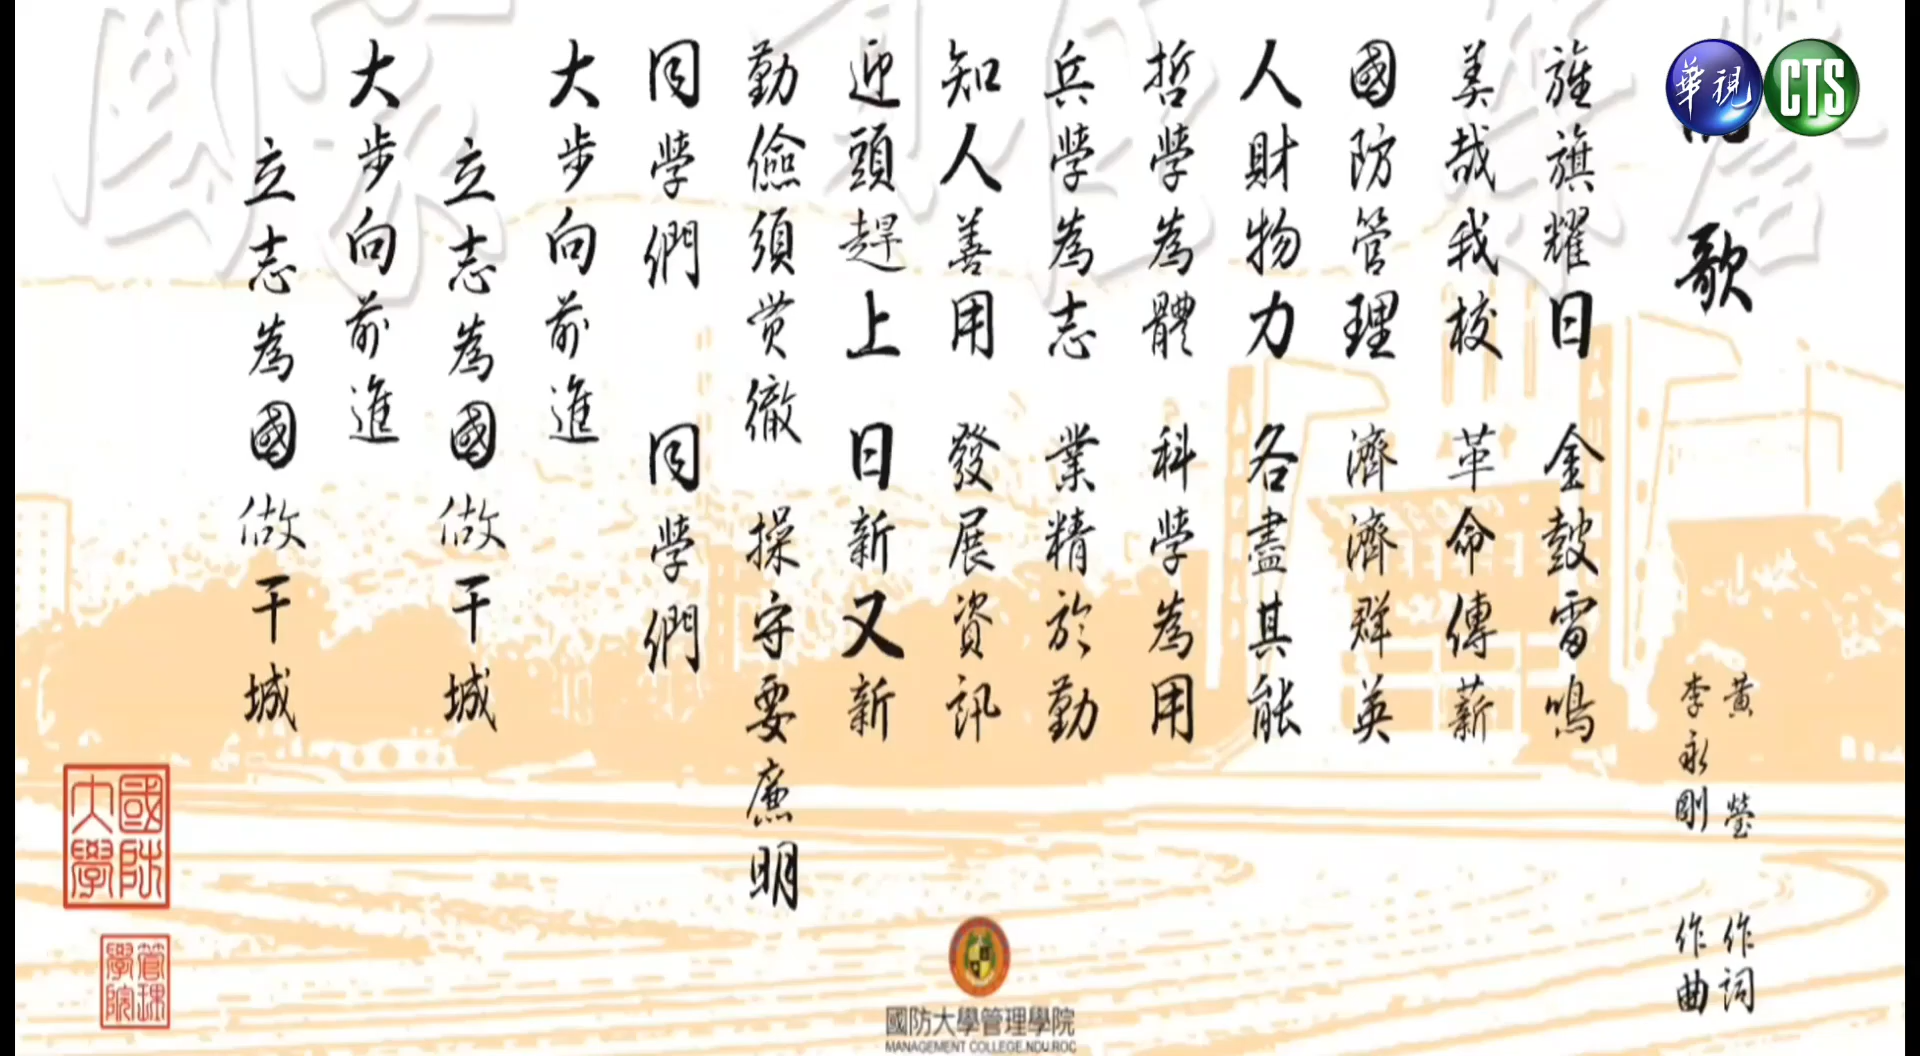 歌
黃瑩 作詞
李永剛 作曲
旌旗耀日 金鼓雷鳴
美哉我校 革命傳薪
國防管理 濟濟群英
人財物力 各盡其能
哲學為體 科學為用
兵學為志 業精於勤
知人善用 發展資訊
迎頭趕上 日新又新
勤儉須貫徹 操守要廉明
同學們 同學們
大步向前進
立志為國做干城
大步向前進
立志為國做干城
華視 CTS
國防大學
管理學院
國防大學管理學院
MANAGEMENT COLLEGE.NDU.ROC